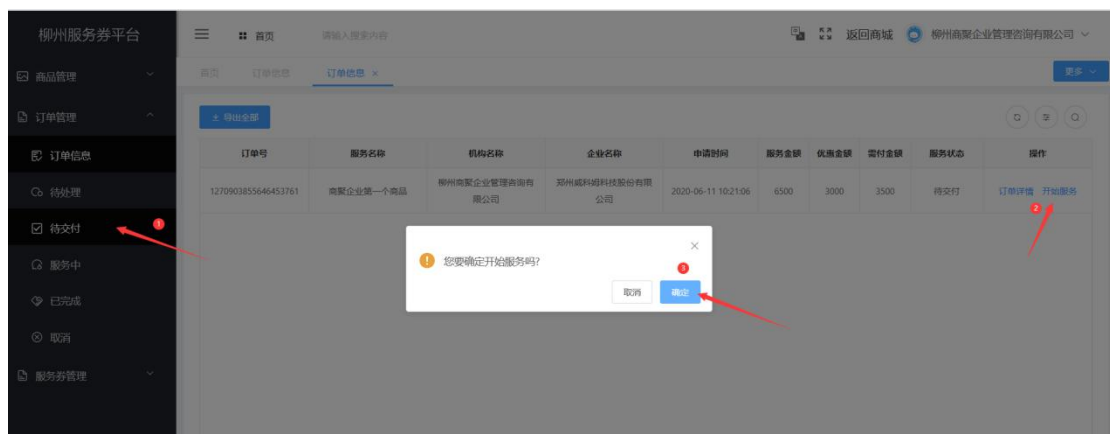 柳州服务券平台
首页
请输入搜索内容
返回商城
柳州商聚企业管理咨询有限公司
商品管理
首页
订单信息
订单信息 ×
更多
订单管理
导出全部
订单信息
订单号
服务名称
机构名称
企业名称
申请时间
服务金额
优惠金额
需付金额
服务状态
操作
待处理
1270903855646453761
商聚企业第一个商品
柳州商聚企业管理咨询有
限公司
郑州威科姆科技股份有限
公司
2020-06-11 10:21:06
6500
3000
3500
待交付
订单详情
开始服务
2
待交付
1
您要确定开始服务吗?
服务中
3
取消
确定
已完成
取消
服务券管理